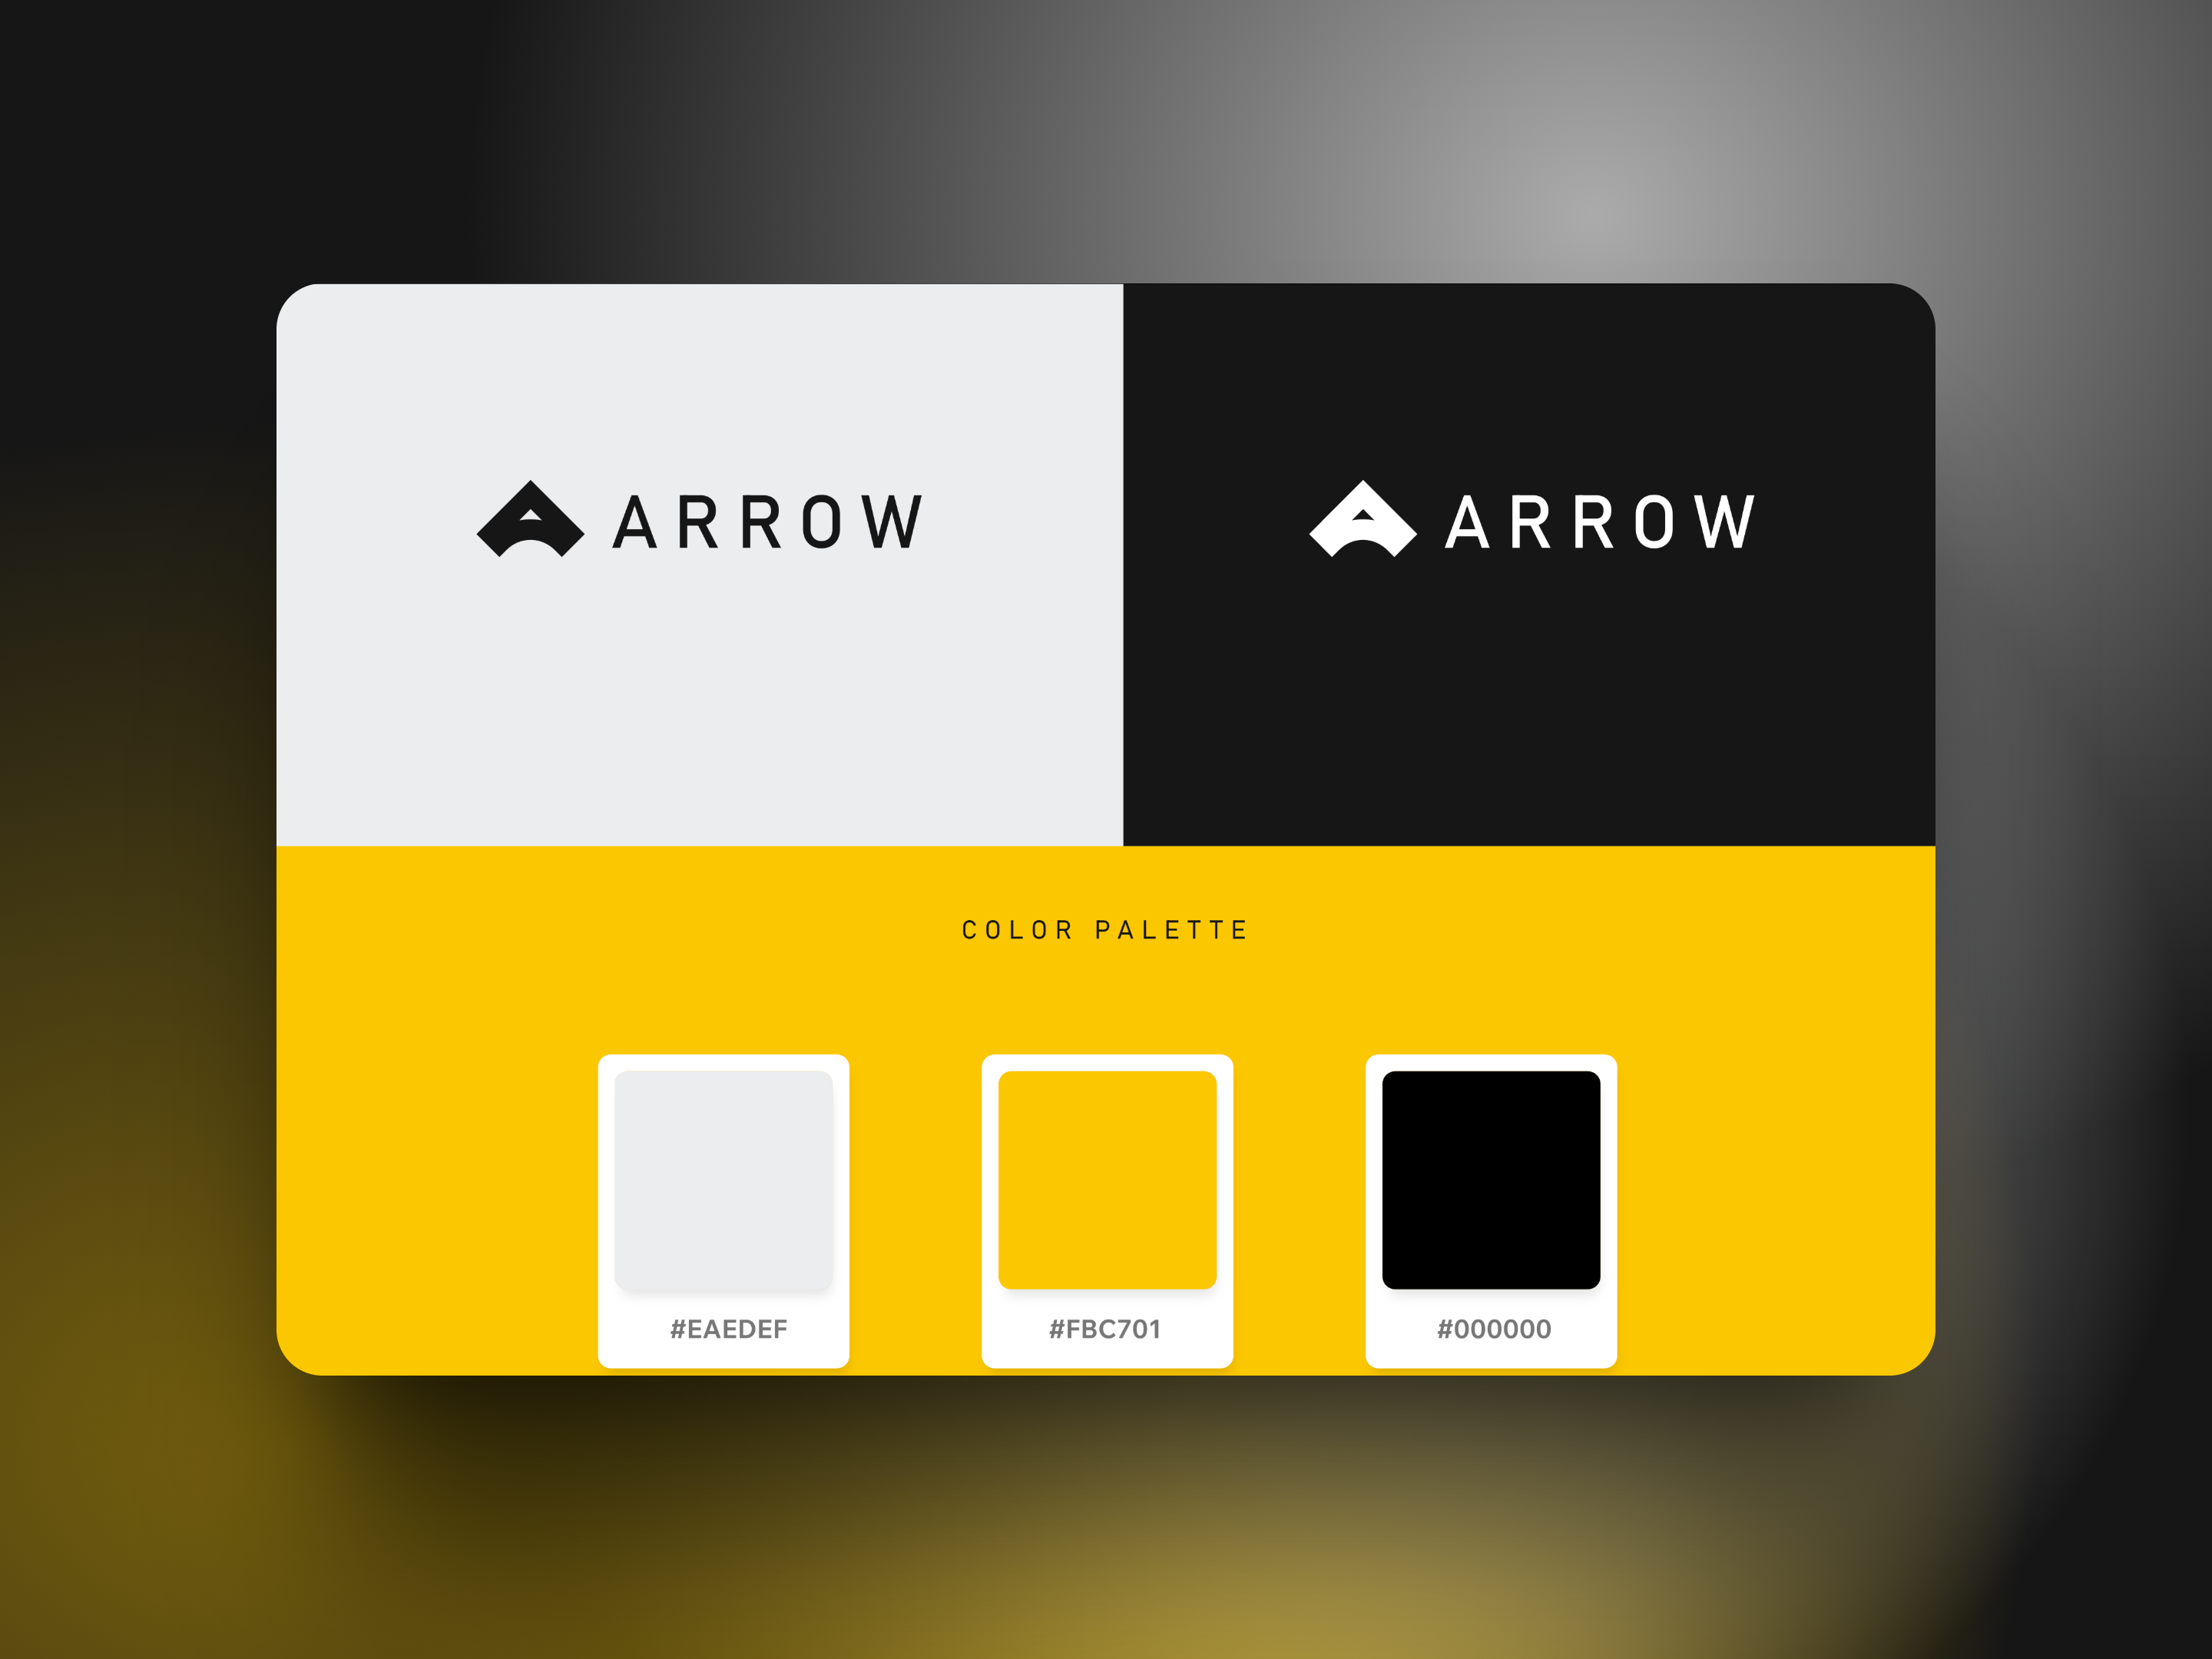 ARROW
ARROW
COLOR PALETTE
#EAEDEF
#FBC701
#000000